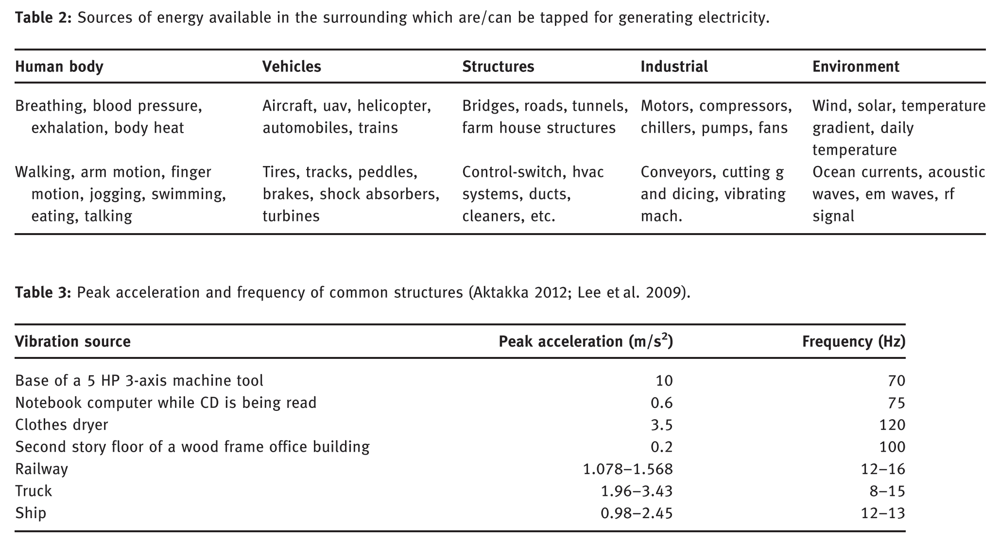 Table 2: Sources of energy available in the surrounding which are/can be tapped for generating electricity.
Human body Vehicles Structures Industrial Environment
Breathing, blood pressure, Aircraft, uav, helicopter, Bridges, roads, tunnels, Motors, compressors, Wind, solar, temperature
exhalation, body heat automobiles, trains farm house structures chillers, pumps, fans gradient, daily
temperature
Walking, arm motion, finger Tires, tracks, peddles, Control-switch, hvac Conveyors, cutting g Ocean currents, acoustic
motion, jogging, swimming, brakes, shock absorbers, systems, ducts, and dicing, vibrating waves, em waves, rf
eating, talking turbines cleaners, etc. mach. signal
Table 3: Peak acceleration and frequency of common structures (Aktakka 2012; Lee et al. 2009).
Vibration source Peak acceleration (m/s²) Frequency (Hz)
Base of a 5 HP 3-axis machine tool 10 70
Notebook computer while CD is being read 0.6 75
Clothes dryer 3.5 120
Second story floor of a wood frame office building 0.2 100
Railway 1.078–1.568 12–16
Truck 1.96–3.43 8–15
Ship 0.98–2.45 12–13